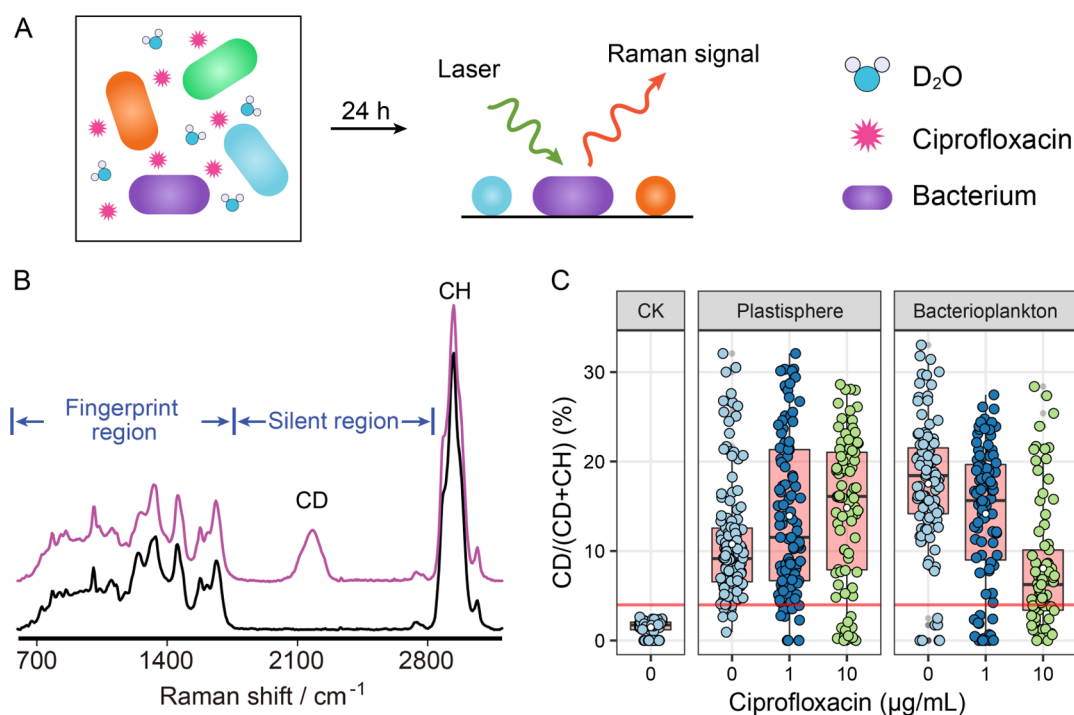 A
24 h
Laser
Raman signal
D₂O
Ciprofloxacin
Bacterium
B
CH
Fingerprint
region
Silent region
CD
700 1400 2100 2800
Raman shift / cm⁻¹
C
CK Plastisphere Bacterioplankton
CD/(CD+CH) (%)
30
20
10
0
0 0 1 10 0 1 10
Ciprofloxacin (μg/mL)